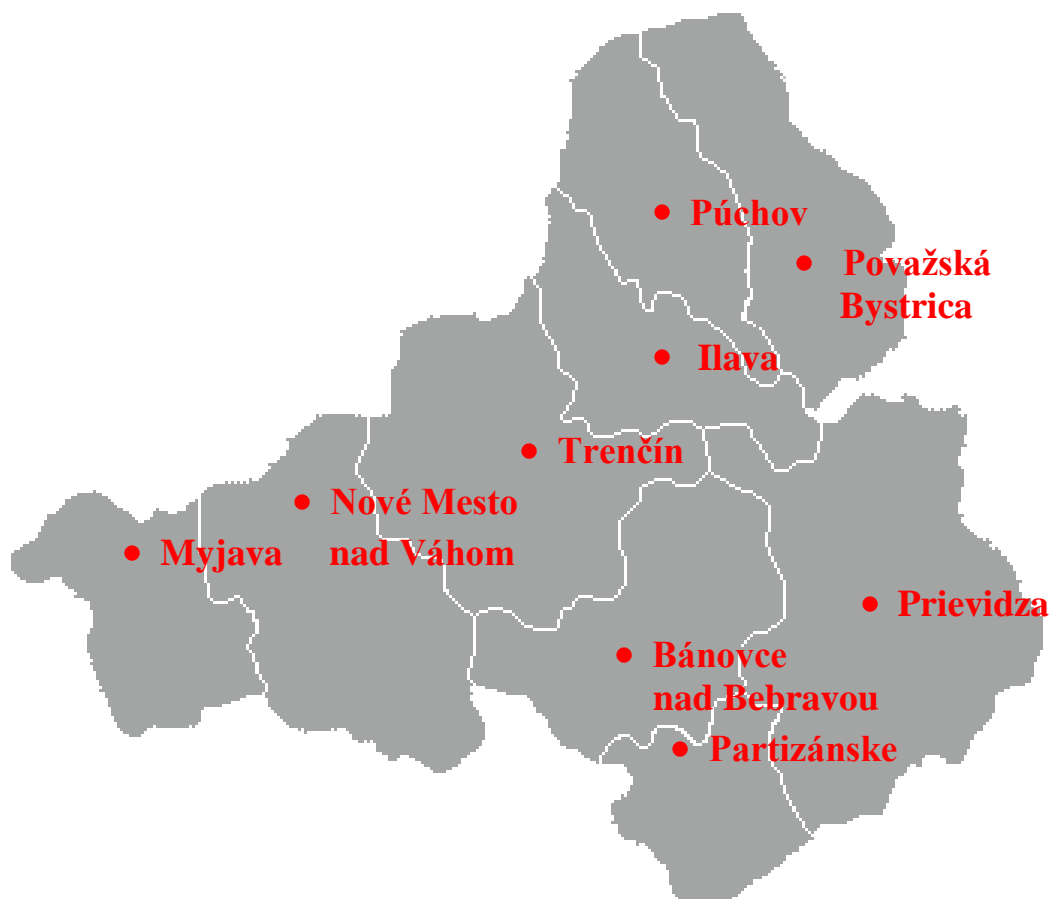 Púchov
Považská
Bystrica
Ilava
Trenčín
Nové Mesto
nad Váhom
Myjava
Prievidza
Bánovce
nad Bebravou
Partizánske